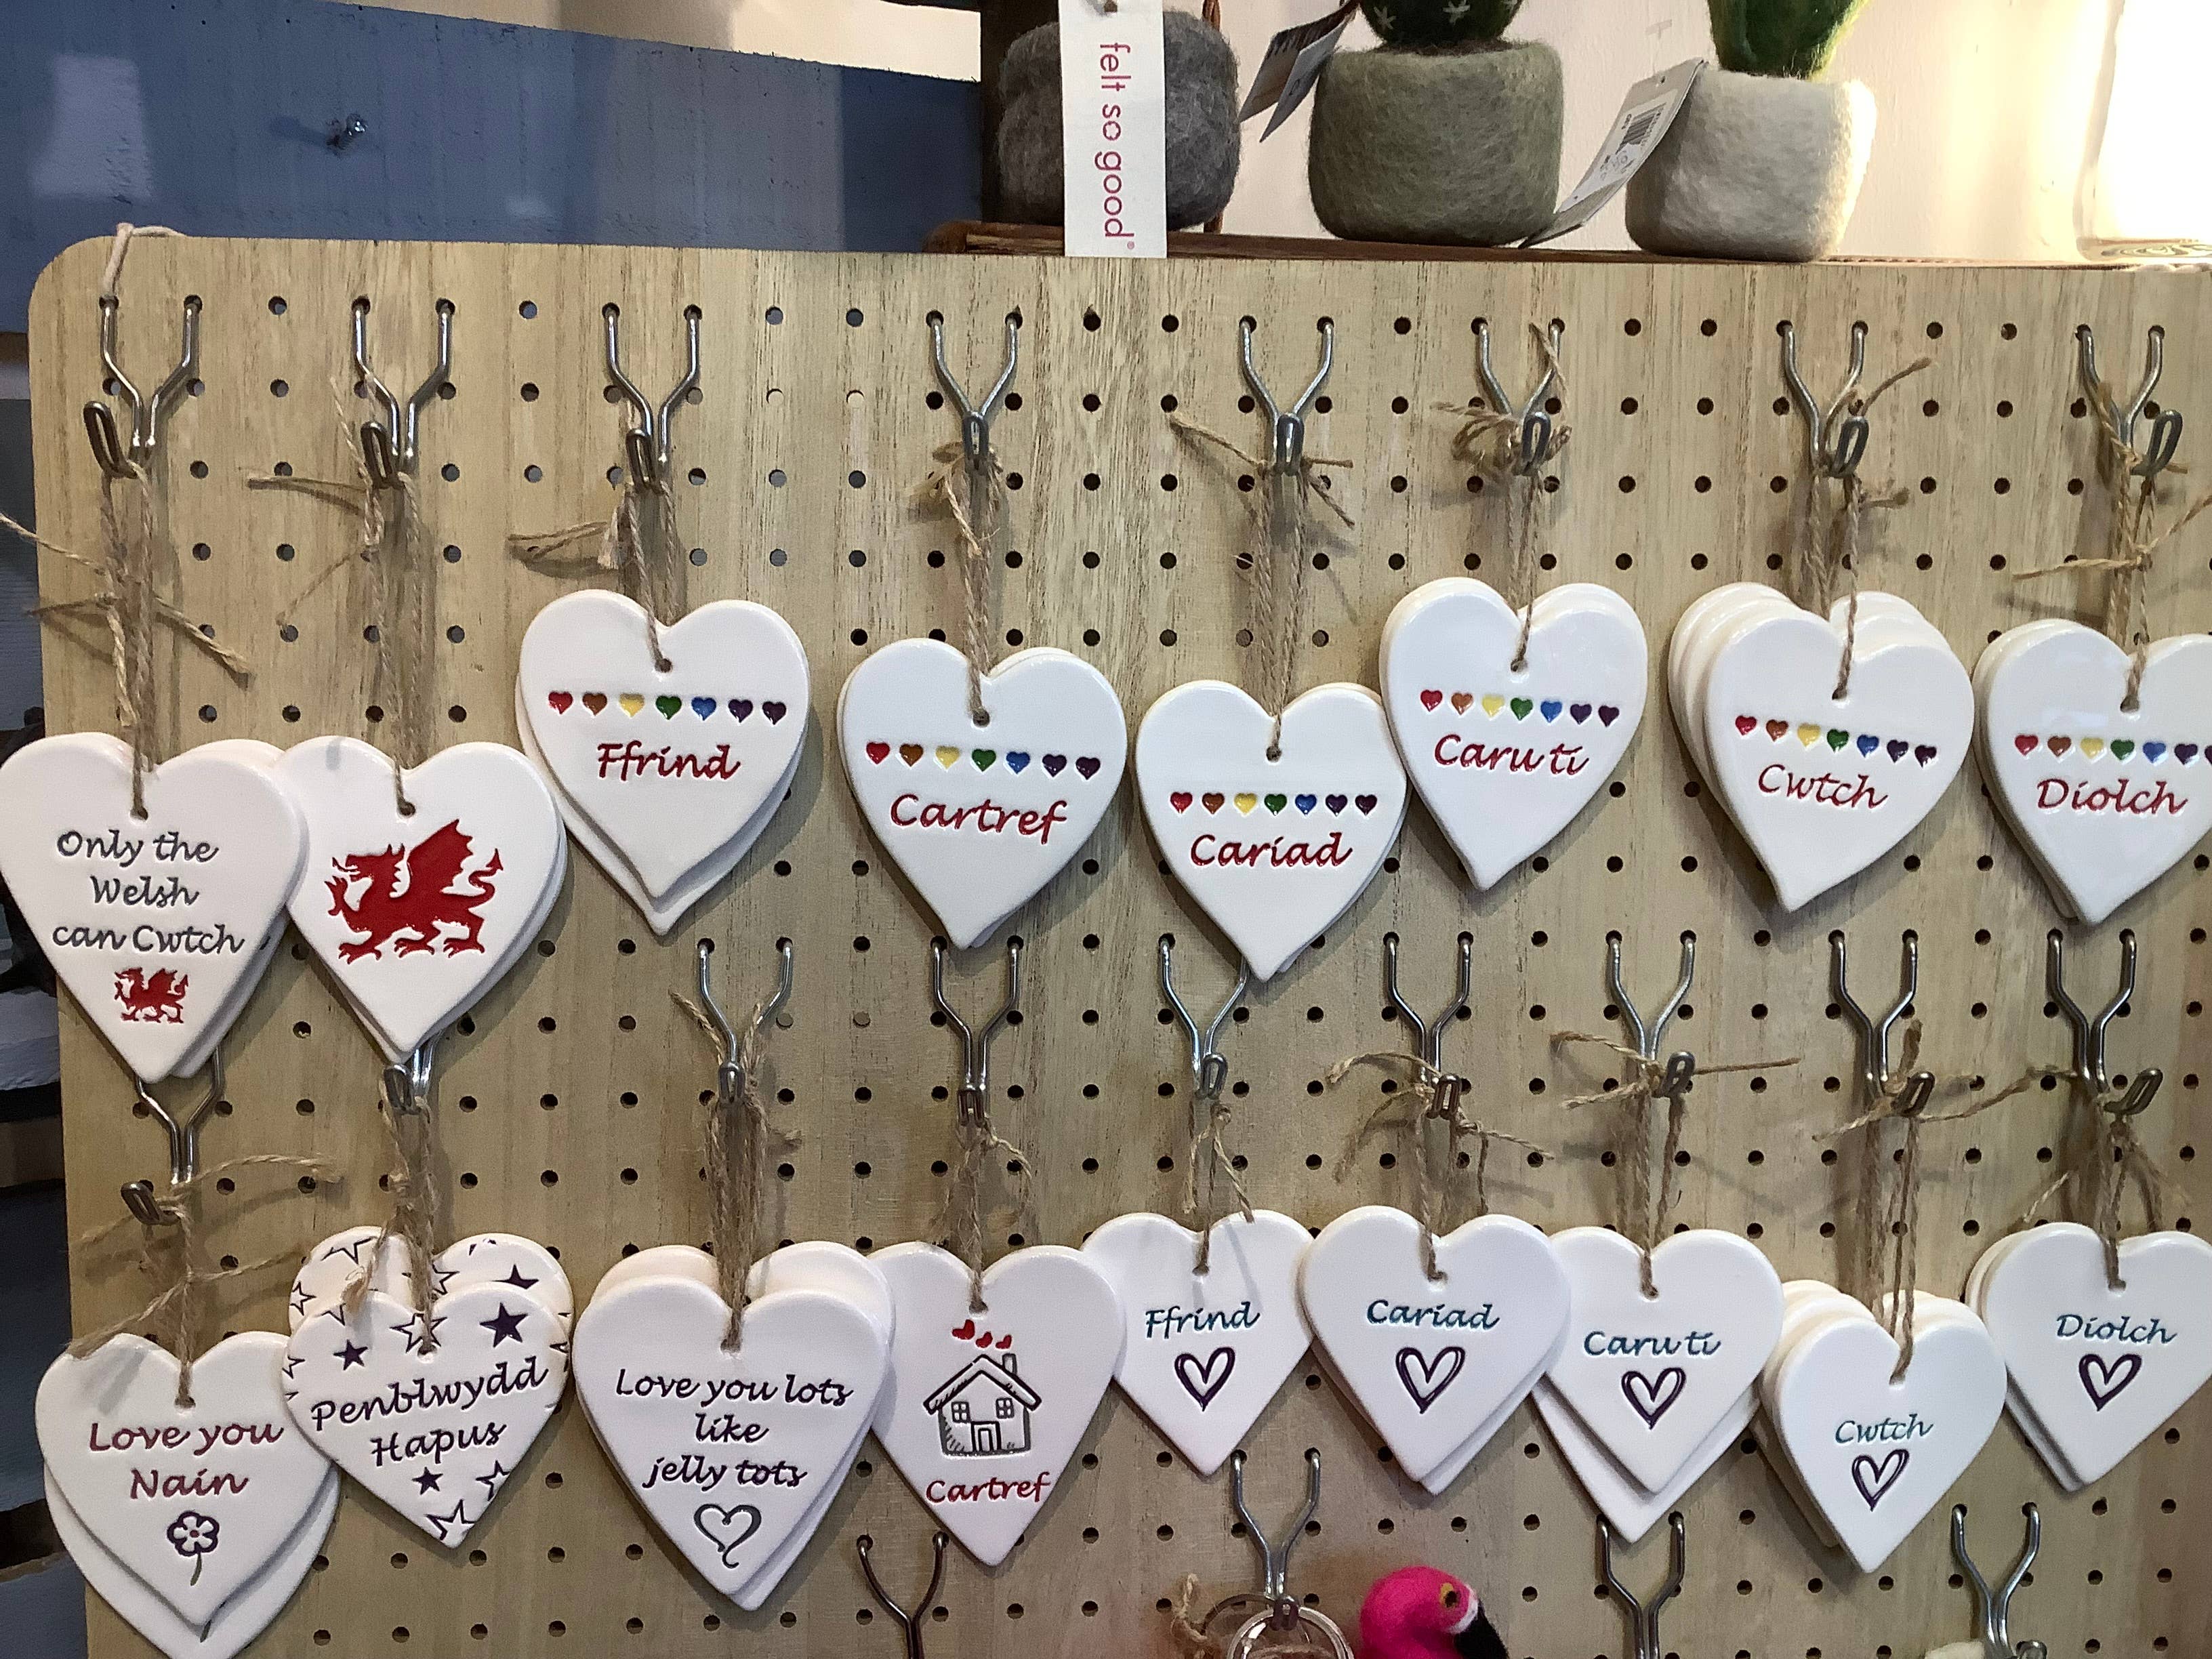 felt so good
Only the
Welsh
can Cwtch
Ffrind
Cartref
Cariad
Caru ti
Cwtch
Diolch
Love you
Nain
Penblwydd
Hapus
Love you lots
like
jelly tots
Cartref
Ffrind
Cariad
Caru ti
Cwtch
Diolch